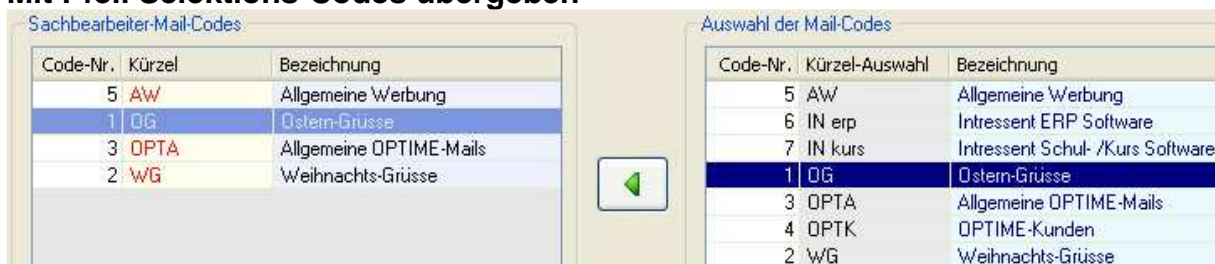 Sachbearbeiter-Mail-Codes
Code-Nr. Kürzel Bezeichnung
5 AW Allgemeine Werbung
1 OG Ostern-Grüsse
3 OPTA Allgemeine OPTIME-Mails
2 WG Weihnachts-Grüsse
Auswahl der Mail-Codes
Code-Nr. Kürzel-Auswahl Bezeichnung
5 AW Allgemeine Werbung
6 IN erp Intressent ERP Software
7 IN kurs Intressent Schul- /Kurs Software
1 OG Ostern-Grüsse
3 OPTA Allgemeine OPTIME-Mails
4 OPTK OPTIME-Kunden
2 WG Weihnachts-Grüsse